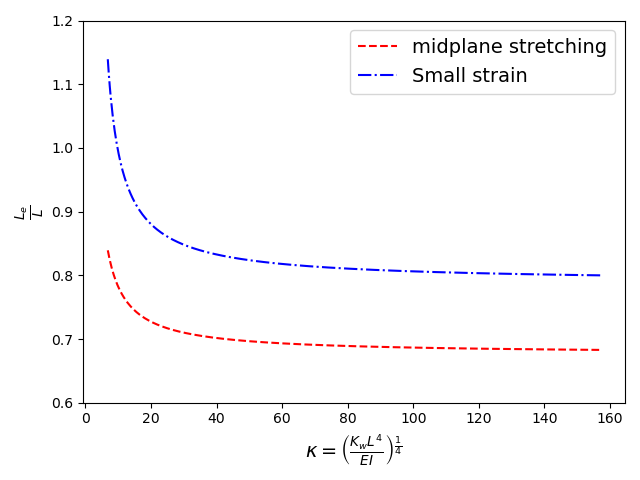 1.2
1.1
1.0
0.9
0.8
0.7
0.6
L_e/L
midplane stretching
Small strain
0 20 40 60 80 100 120 140 160
κ = (K_w L^4 / EI)^{1/4}